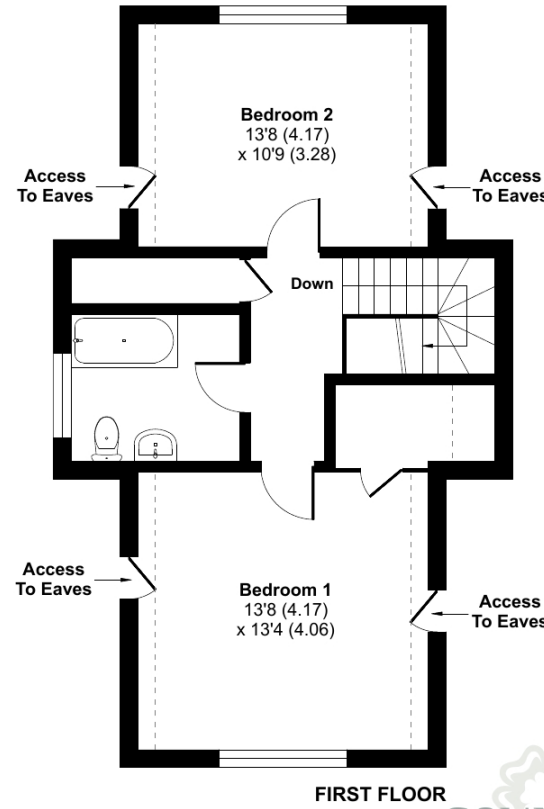 Bedroom 2
13'8 (4.17)
x 10'9 (3.28)
Access
To Eaves
Access
To Eaves
Down
Access
To Eaves
Bedroom 1
13'8 (4.17)
x 13'4 (4.06)
Access
To Eaves
FIRST FLOOR